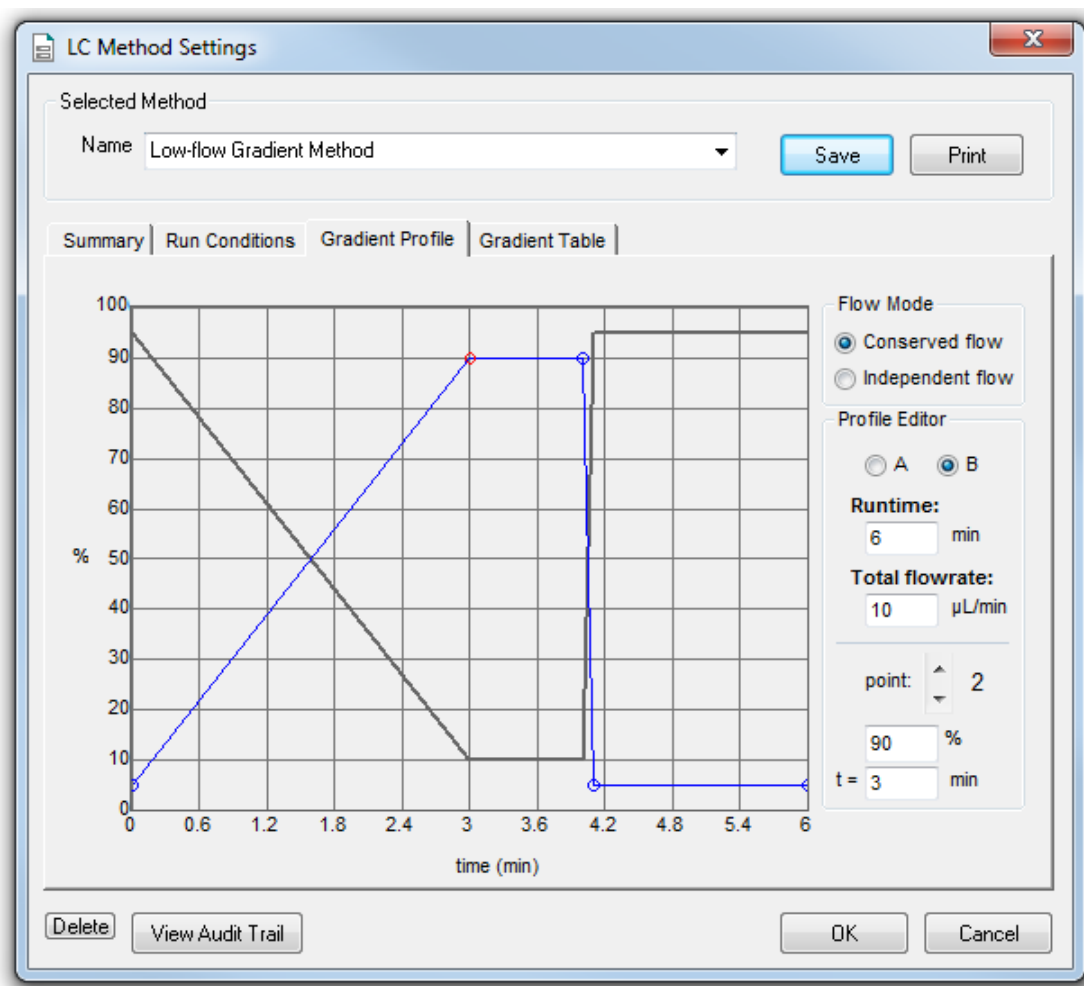 LC Method Settings
X
Selected Method
Name Low-flow Gradient Method Save Print
Summary Run Conditions Gradient Profile Gradient Table
100
90
80
70
60
% 50
40
30
20
10
0
0 0.6 1.2 1.8 2.4 3 3.6 4.2 4.8 5.4 6
time (min)
Flow Mode
Conserved flow
Independent flow
Profile Editor
A B
Runtime:
6 min
Total flowrate:
10 µL/min
point: 2
90 %
t = 3 min
Delete View Audit Trail OK Cancel